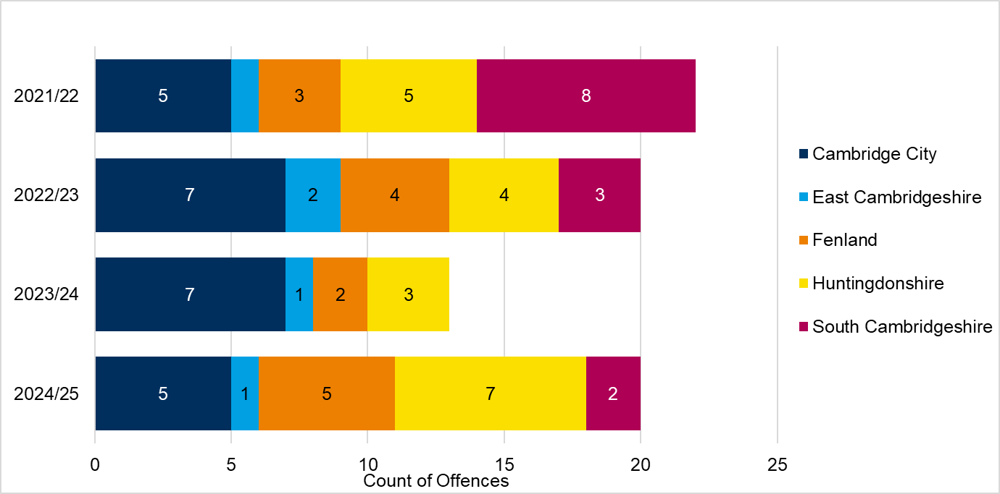 2021/22 5 3 5 8
2022/23 7 2 4 4 3
2023/24 7 1 2 3
2024/25 5 1 5 7 2
0 5 10 15 20 25
Count of Offences
Cambridge City
East Cambridgeshire
Fenland
Huntingdonshire
South Cambridgeshire